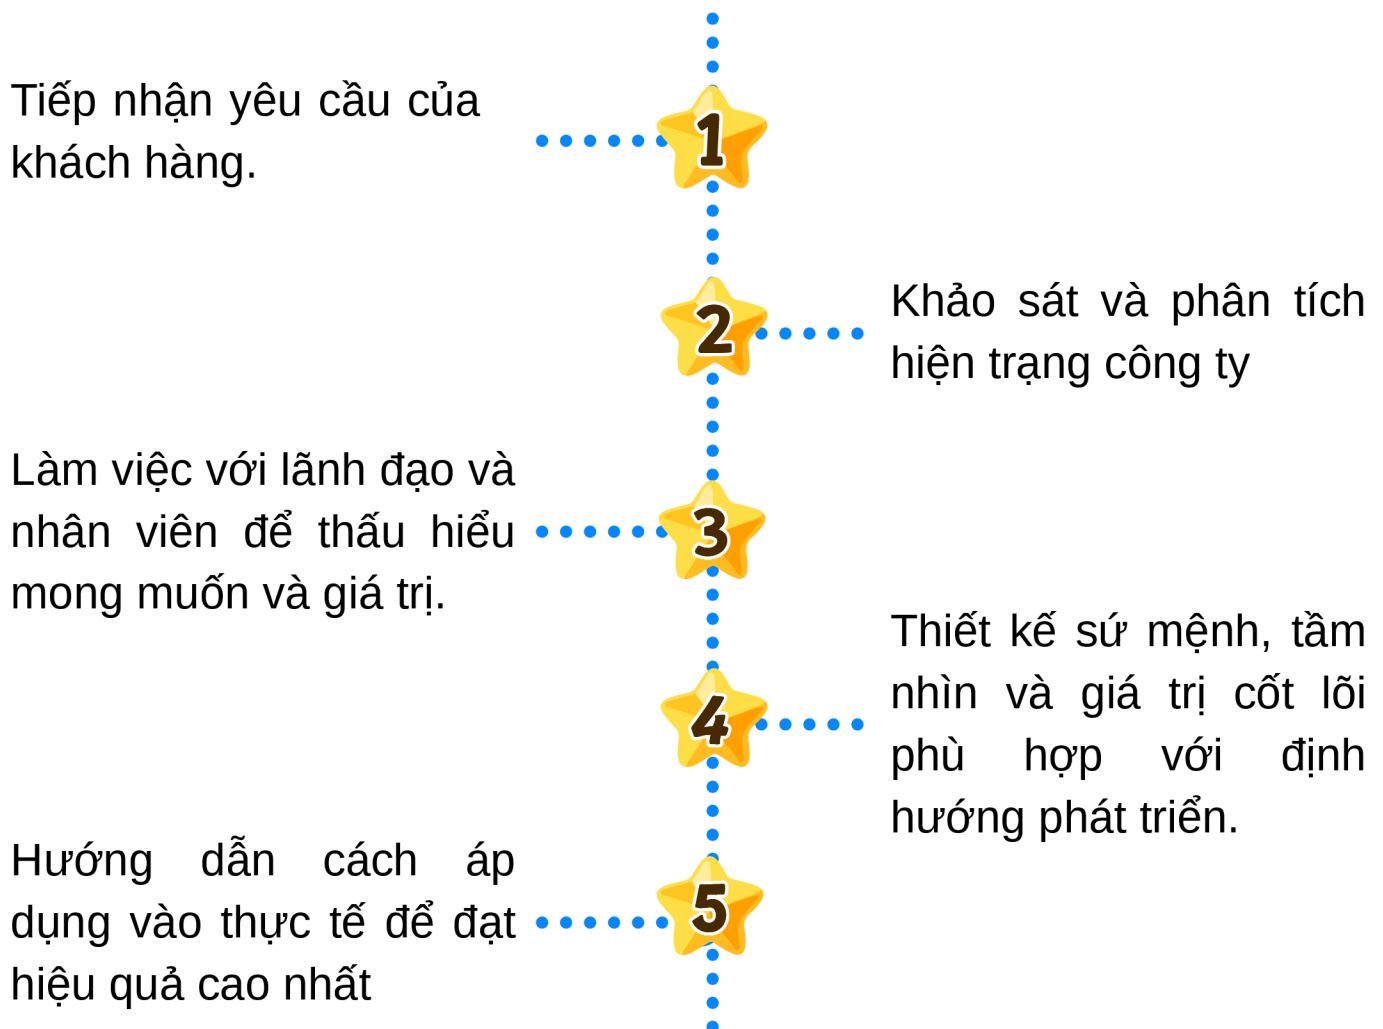 Tiếp nhận yêu cầu của
khách hàng.
1
2
Khảo sát và phân tích
hiện trạng công ty
Làm việc với lãnh đạo và
nhân viên để thấu hiểu
mong muốn và giá trị.
3
4
Thiết kế sứ mệnh, tầm
nhìn và giá trị cốt lõi
phù hợp với định
hướng phát triển.
Hướng dẫn cách áp
dụng vào thực tế để đạt
hiệu quả cao nhất
5